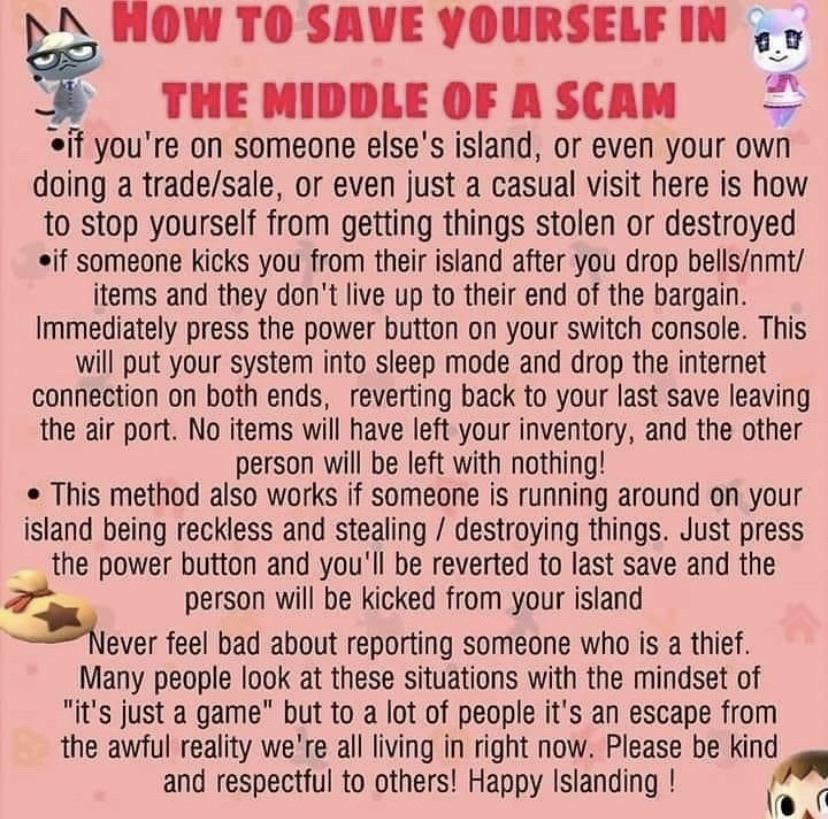 HOW TO SAVE YOURSELF IN
THE MIDDLE OF A SCAM
•if you're on someone else's island, or even your own
doing a trade/sale, or even just a casual visit here is how
to stop yourself from getting things stolen or destroyed
•if someone kicks you from their island after you drop bells/nmt/
items and they don't live up to their end of the bargain.
Immediately press the power button on your switch console. This
will put your system into sleep mode and drop the internet
connection on both ends, reverting back to your last save leaving
the air port. No items will have left your inventory, and the other
person will be left with nothing!
• This method also works if someone is running around on your
island being reckless and stealing / destroying things. Just press
the power button and you'll be reverted to last save and the
person will be kicked from your island
Never feel bad about reporting someone who is a thief.
Many people look at these situations with the mindset of
"it's just a game" but to a lot of people it's an escape from
the awful reality we're all living in right now. Please be kind
and respectful to others! Happy Islanding !